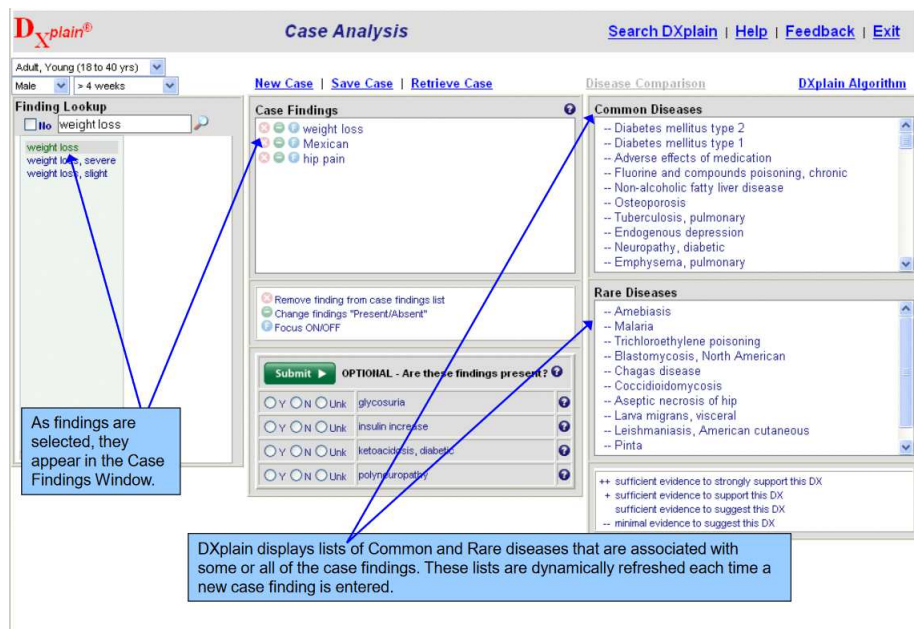 DXplain®
Case Analysis
Search DXplain | Help | Feedback | Exit
Adult, Young (18 to 40 yrs)
Male > 4 weeks
New Case | Save Case | Retrieve Case
Disease Comparison
DXplain Algorithm
Finding Lookup
No weight loss
weight loss
weight loss, severe
weight loss, slight
Case Findings
weight loss
Mexican
F hip pain
Remove finding from case findings list
Change findings "Present/Absent"
F Focus ON/OFF
Submit OPTIONAL - Are these findings present? ?
Y N Unk glycosuria ?
Y N Unk insulin increase ?
Y N Unk ketoacidosis, diabetic ?
Y N Unk polyneuropathy ?
Common Diseases
-- Diabetes mellitus type 2
-- Diabetes mellitus type 1
-- Adverse effects of medication
-- Fluorine and compounds poisoning, chronic
-- Non-alcoholic fatty liver disease
-- Osteoporosis
-- Tuberculosis, pulmonary
-- Endogenous depression
-- Neuropathy, diabetic
-- Emphysema, pulmonary
Rare Diseases
-- Amebiasis
-- Malaria
-- Trichloroethylene poisoning
-- Blastomycosis, North American
-- Chagas disease
-- Coccidioidomycosis
-- Aseptic necrosis of hip
-- Larva migrans, visceral
-- Leishmaniasis, American cutaneous
-- Pinta
++ sufficient evidence to strongly support this DX
+ sufficient evidence to support this DX
sufficient evidence to suggest this DX
-- minimal evidence to suggest this DX
As findings are
selected, they
appear in the Case
Findings Window.
DXplain displays lists of Common and Rare diseases that are associated with
some or all of the case findings. These lists are dynamically refreshed each time a
new case finding is entered.